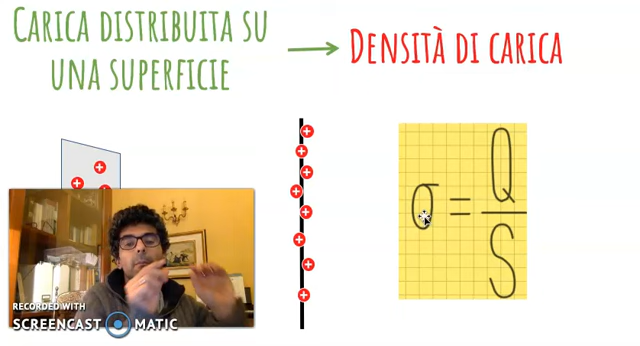 CARICA DISTRIBUITA SU
UNA SUPERFICIE
DENSITÀ DI CARICA
σ = Q
S
RECORDED WITH
SCREENCAST MATIC